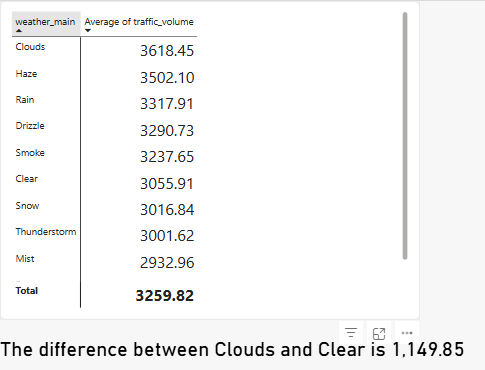 weather_main Average of traffic_volume
Clouds 3618.45
Haze 3502.10
Rain 3317.91
Drizzle 3290.73
Smoke 3237.65
Clear 3055.91
Snow 3016.84
Thunderstorm 3001.62
Mist 2932.96
Total 3259.82
The difference between Clouds and Clear is 1,149.85